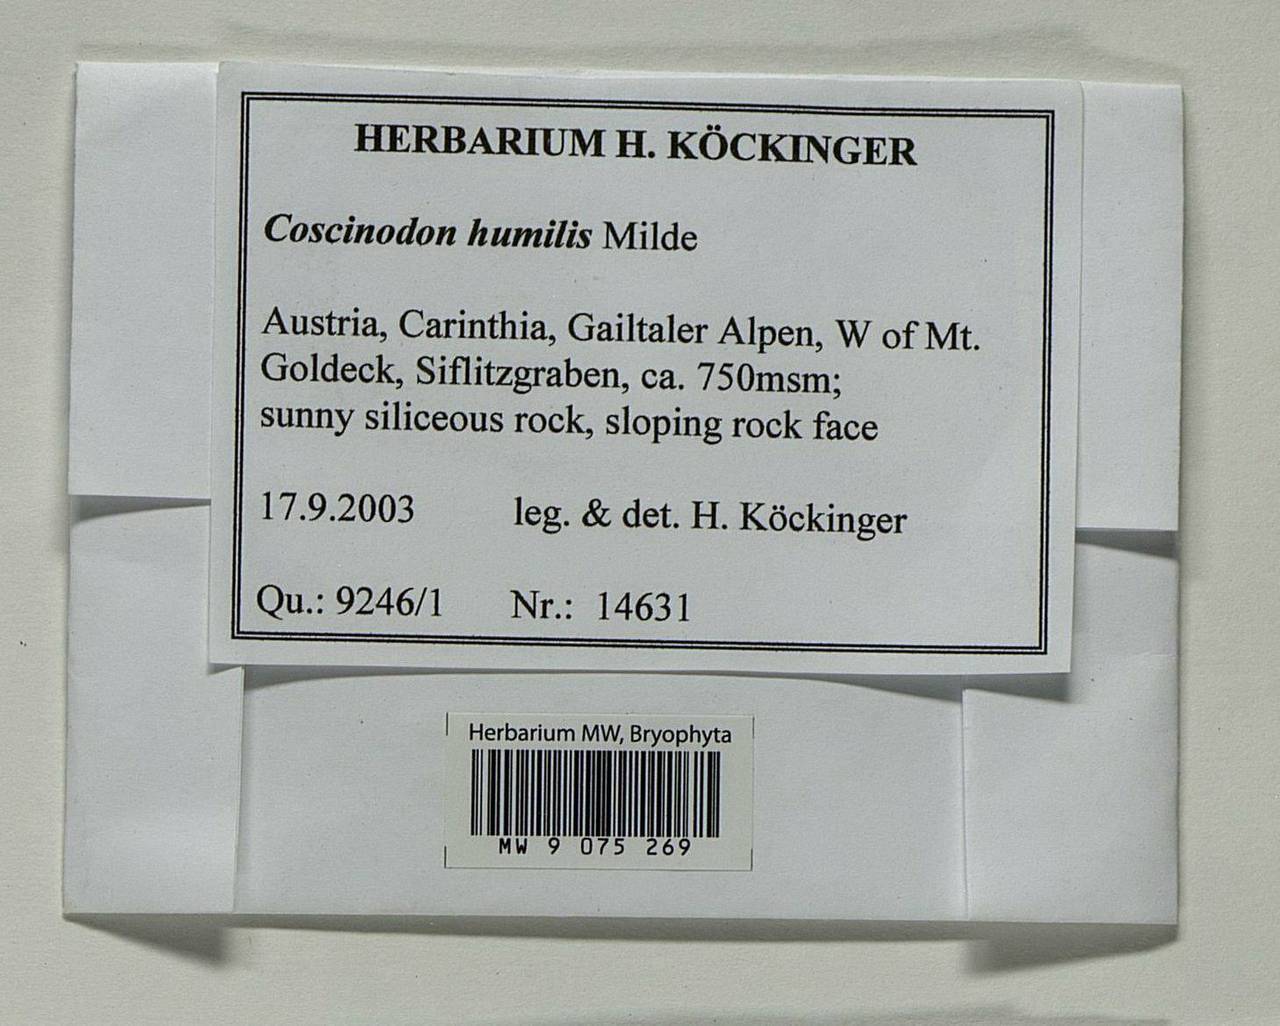 HERBARIUM H. KÖCKINGER
Coscinodon humilis Milde
Austria, Carinthia, Gailtaler Alpen, W of Mt.
Goldeck, Siflitzgraben, ca. 750msm;
sunny siliceous rock, sloping rock face
17.9.2003 leg. & det. H. Köckinger
Qu.: 9246/1 Nr.: 14631
Herbarium MW, Bryophyta
MW 9 075 269